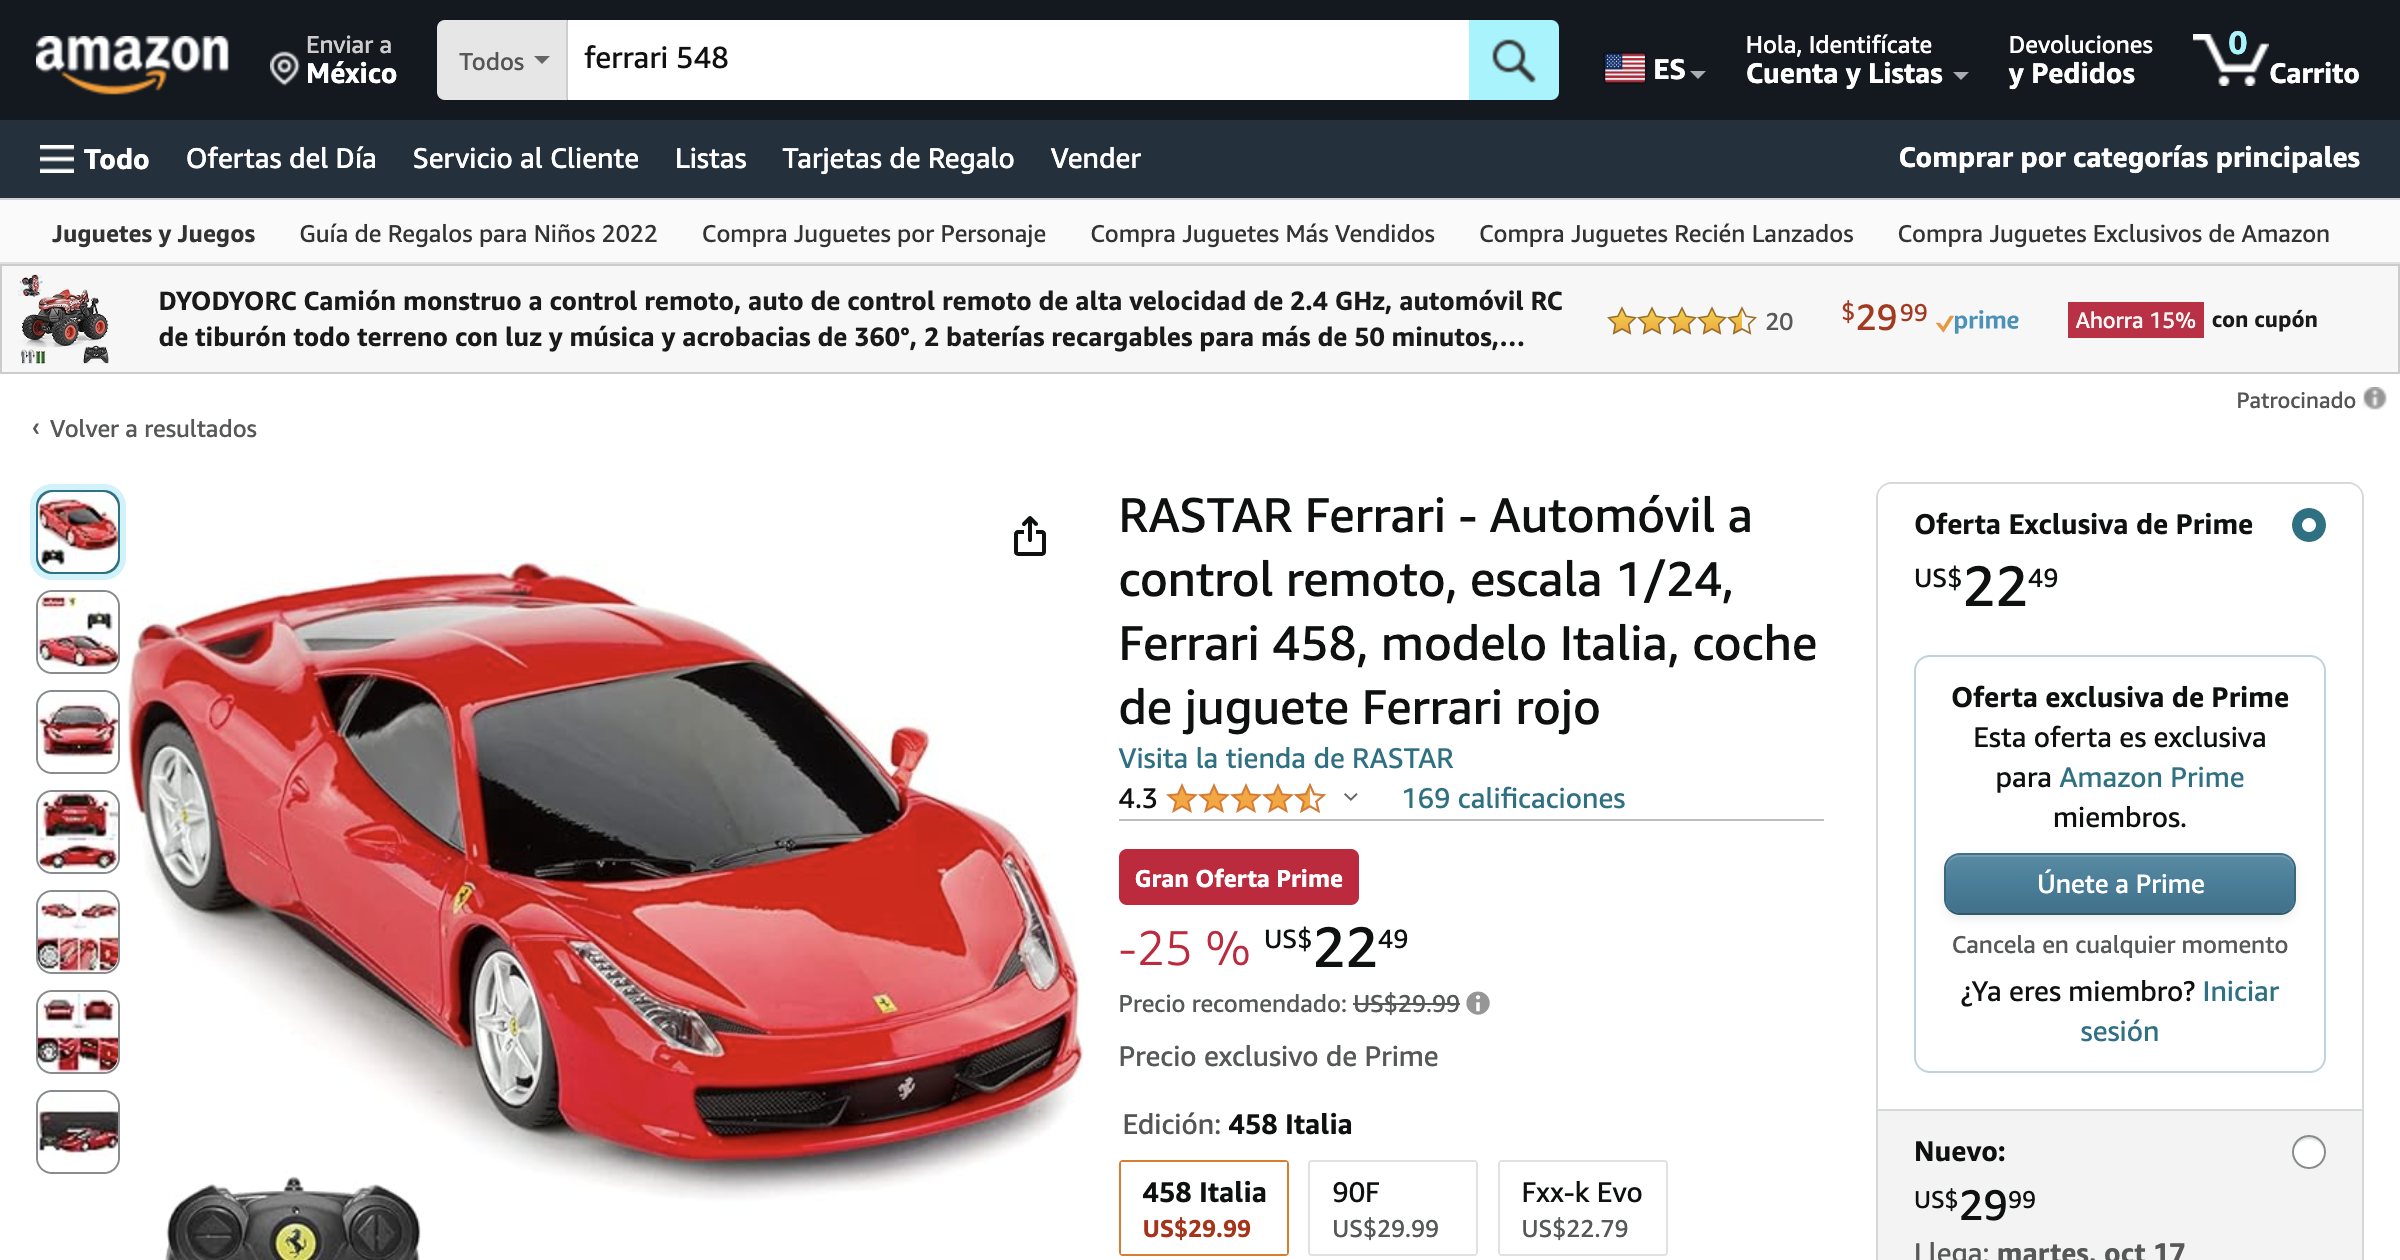 amazon
Enviar a
México
Todos
ferrari 548
ES
Hola, Identifícate
Cuenta y Listas
Devoluciones
y Pedidos
0
Carrito
Todo
Ofertas del Día
Servicio al Cliente
Listas
Tarjetas de Regalo
Vender
Comprar por categorías principales
Juguetes y Juegos
Guía de Regalos para Niños 2022
Compra Juguetes por Personaje
Compra Juguetes Más Vendidos
Compra Juguetes Recién Lanzados
Compra Juguetes Exclusivos de Amazon
DYODYORC Camión monstruo a control remoto, auto de control remoto de alta velocidad de 2.4 GHz, automóvil RC
de tiburón todo terreno con luz y música y acrobacias de 360°, 2 baterías recargables para más de 50 minutos,...
20
$29 99
prime
Ahorra 15% con cupón
Patrocinado
‹ Volver a resultados
RASTAR Ferrari - Automóvil a
control remoto, escala 1/24,
Ferrari 458, modelo Italia, coche
de juguete Ferrari rojo
Visita la tienda de RASTAR
4.3
169 calificaciones
Gran Oferta Prime
-25 % US$22 49
Precio recomendado: US$29.99
Precio exclusivo de Prime
Edición: 458 Italia
458 Italia
US$29.99
90F
US$29.99
Fxx-k Evo
US$22.79
Oferta Exclusiva de Prime
US$22 49
Oferta exclusiva de Prime
Esta oferta es exclusiva
para Amazon Prime
miembros.
Únete a Prime
Cancela en cualquier momento
¿Ya eres miembro? Iniciar
sesión
Nuevo:
US$29 99
Llega: martes, oct 17